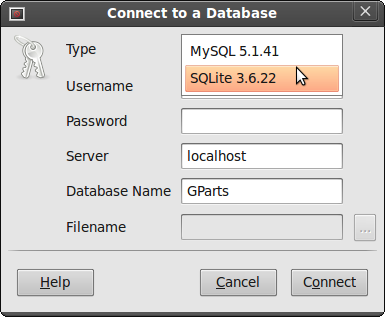 Connect to a Database
Type
MySQL 5.1.41
SQLite 3.6.22
Username
Password
Server
localhost
Database Name
GParts
Filename
...
Help
Cancel
Connect